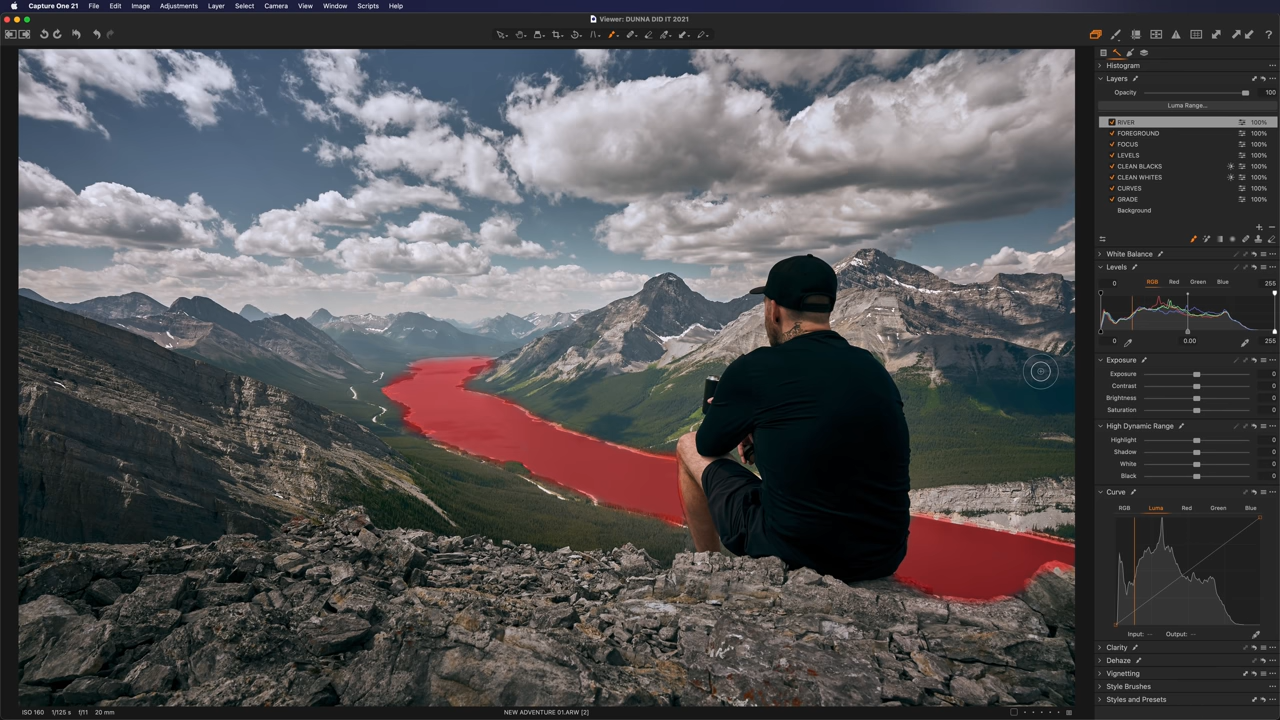 Capture One 21 File Edit Image Adjustments Layer Select Camera View Window Scripts Help
Viewer: DUNNA DID IT 2021
Histogram
Layers
Opacity 100
Luma Range...
RIVER 100%
FOREGROUND 100%
FOCUS 100%
LEVELS 100%
CLEAN BLACKS 100%
CLEAN WHITES 100%
CURVES 100%
GRADE 100%
Background
White Balance
Levels
0 RGB Red Green Blue 255
0 0.00 255
Exposure
Exposure 0
Contrast 0
Brightness 0
Saturation 0
High Dynamic Range
Highlight 0
Shadow 0
White 0
Black 0
Curve
RGB Luma Red Green Blue
Input: -- Output: --
Clarity
Dehaze
Vignetting
Style Brushes
Styles and Presets
ISO 160 1/125 s f/11 20 mm
NEW ADVENTURE 01.ARW [2]